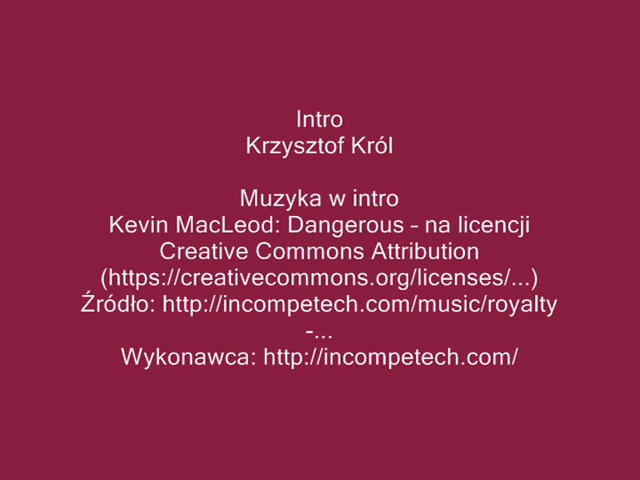 Intro
Krzysztof Król
Muzyka w intro
Kevin MacLeod: Dangerous – na licencji
Creative Commons Attribution
(https://creativecommons.org/licenses/...)
Źródło: http://incompetech.com/music/royalty
-...
Wykonawca: http://incompetech.com/